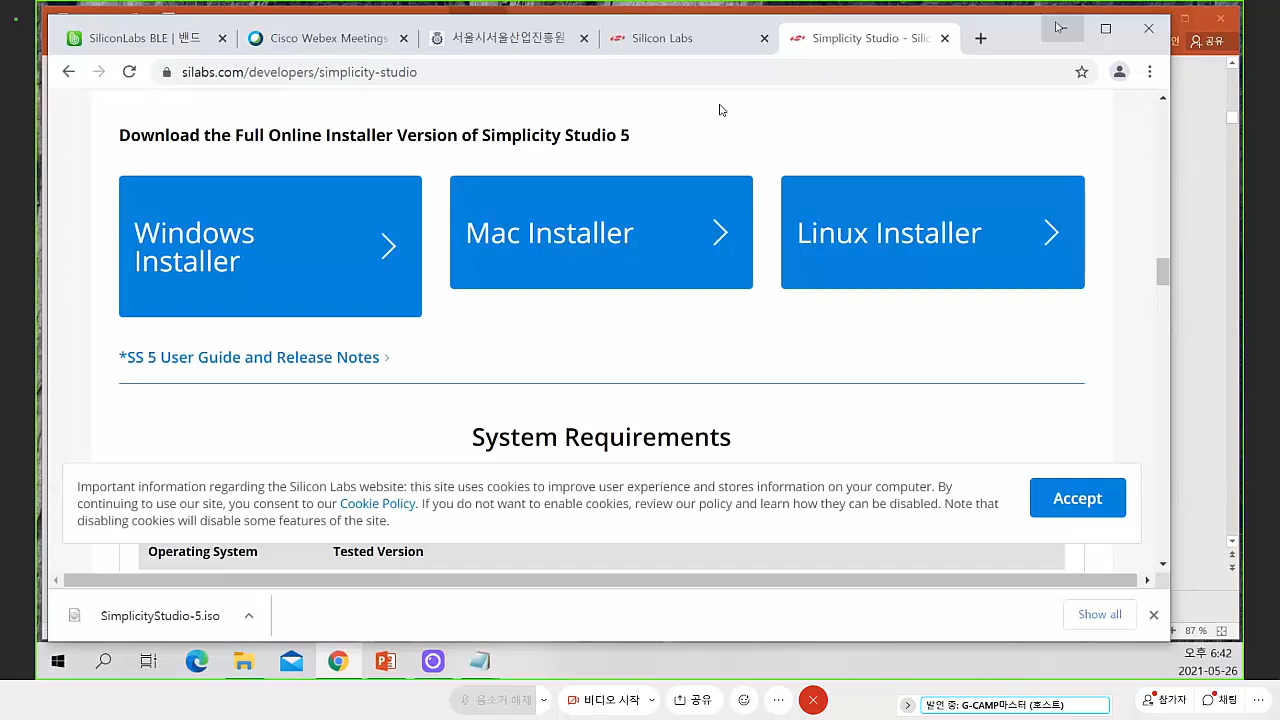 SiliconLabs BLE | 밴드
Cisco Webex Meetings
서울시서울산업진흥원
Silicon Labs
Simplicity Studio - Silic
공유
silabs.com/developers/simplicity-studio
Download the Full Online Installer Version of Simplicity Studio 5
Windows
Installer
Mac Installer
Linux Installer
*SS 5 User Guide and Release Notes
System Requirements
Important information regarding the Silicon Labs website: this site uses cookies to improve user experience and stores information on your computer. By
continuing to use our site, you consent to our Cookie Policy. If you do not want to enable cookies, review our policy and learn how they can be disabled. Note that
disabling cookies will disable some features of the site.
Accept
Operating System
Tested Version
SimplicityStudio-5.iso
Show all
87 %
오후 6:42
2021-05-26
음소거 해제
비디오 시작
공유
발언 중: G-CAMP마스터 (호스트)
참가자
채팅